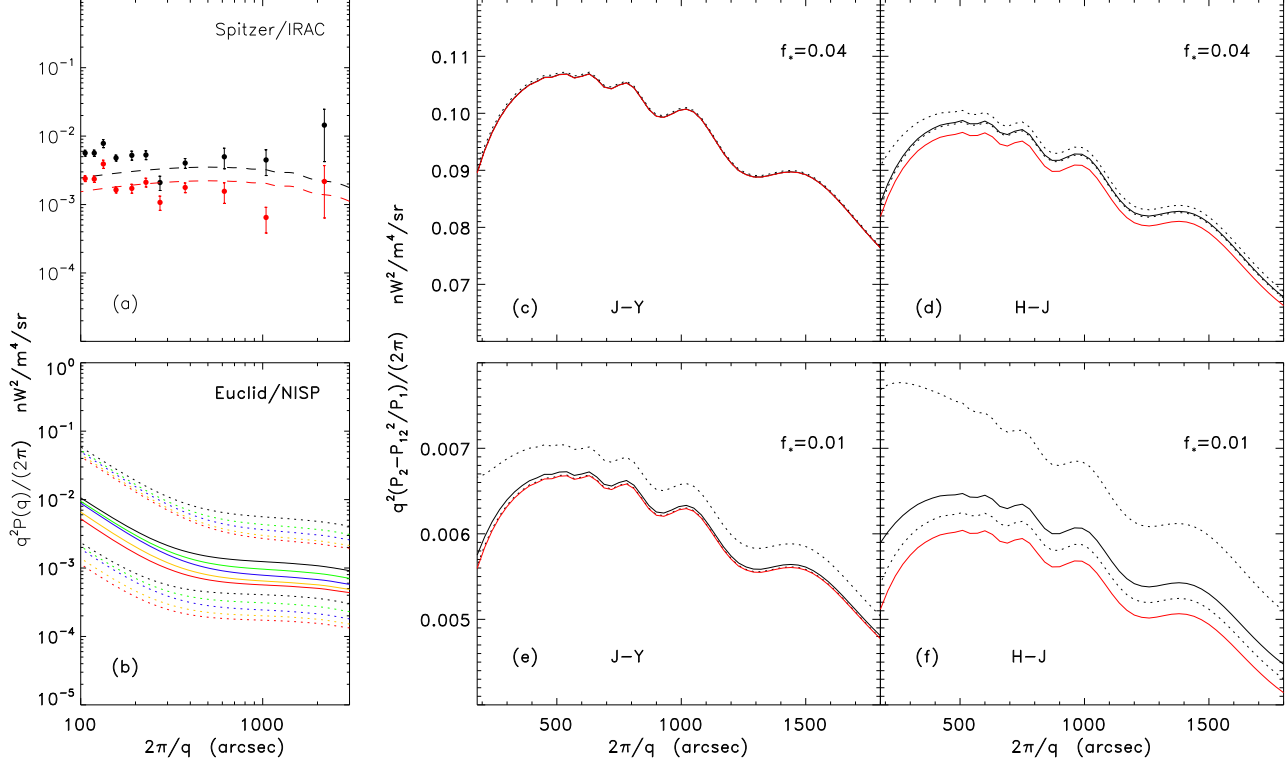 Spitzer/IRAC
10⁻¹
10⁻²
10⁻³
10⁻⁴
(a)
q²P(q)/(2π) nW²/m⁴/sr
Euclid/NISP
10⁰
10⁻¹
10⁻²
10⁻³
10⁻⁴
10⁻⁵
(b)
100 1000
2π/q (arcsec)
q²(P₂−P₁₂²/P₁)/(2π) nW²/m⁴/sr
f*=0.04
0.11
0.10
0.09
0.08
0.07
(c) J−Y
f*=0.04
(d) H−J
f*=0.01
0.007
0.006
0.005
(e) J−Y
500 1000 1500
2π/q (arcsec)
f*=0.01
(f) H−J
500 1000 1500
2π/q (arcsec)